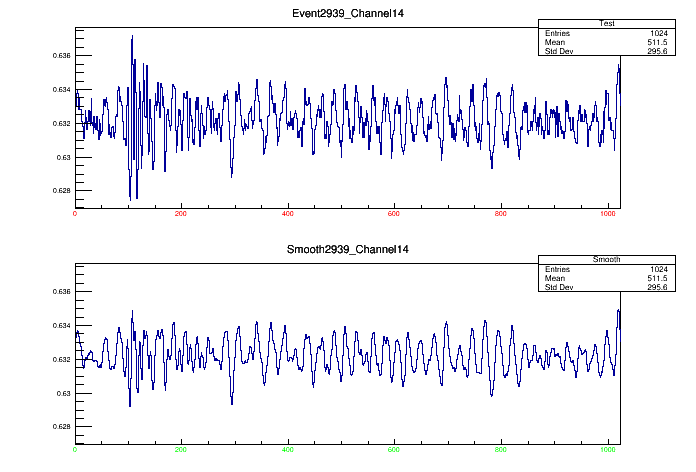 Event2939_Channel14
Test
Entries 1024
Mean 511.5
Std Dev 295.6
0.636
0.634
0.632
0.63
0.628
0 200 400 600 800 1000
Smooth2939_Channel14
Smooth
Entries 1024
Mean 511.5
Std Dev 295.6
0.636
0.634
0.632
0.63
0.628
0 200 400 600 800 1000